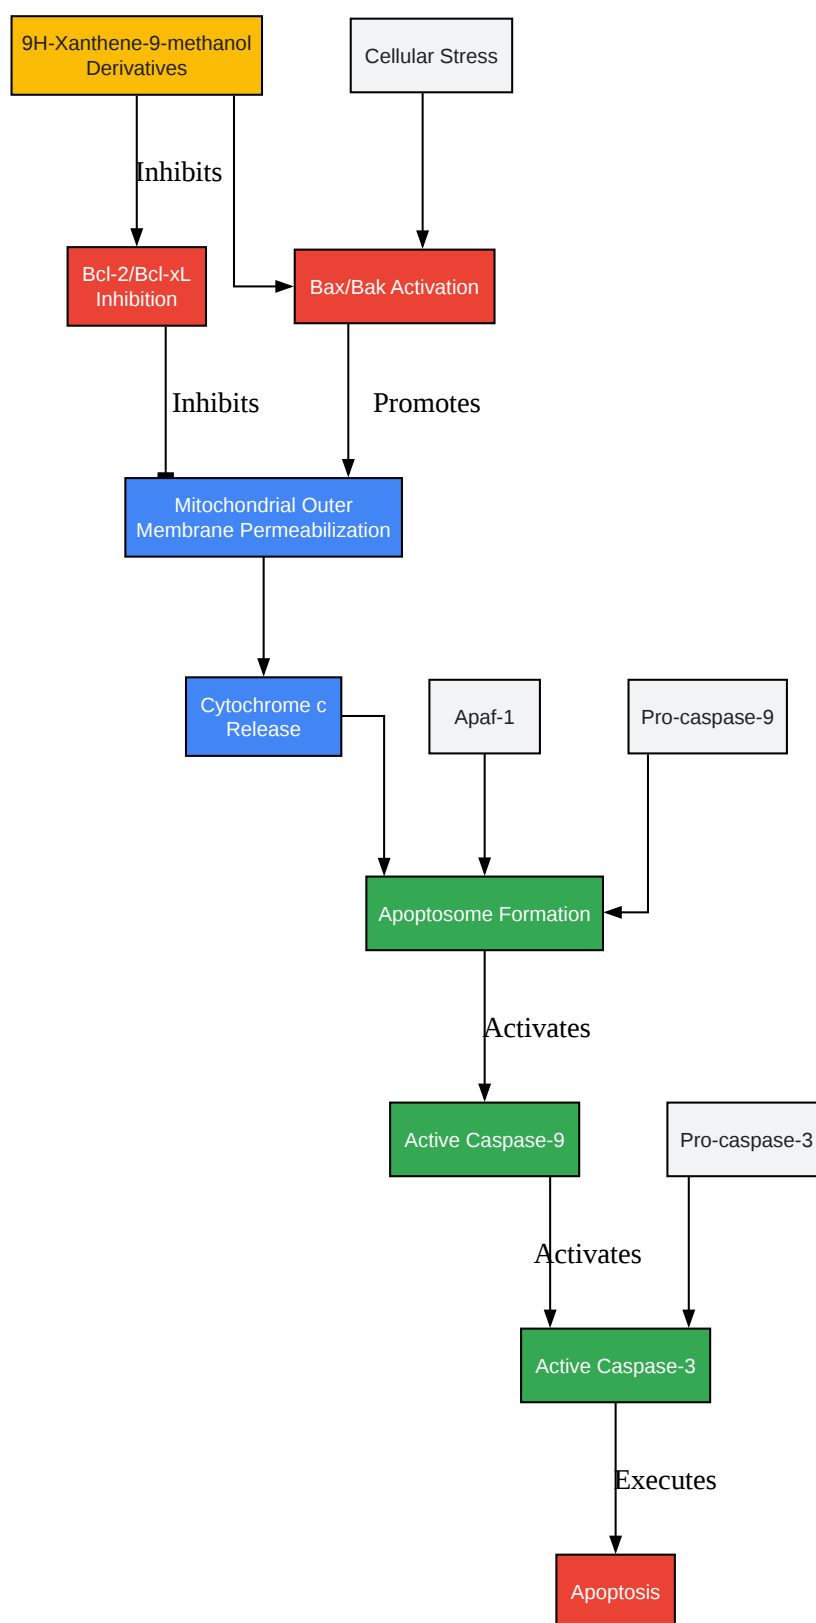 9H-Xanthene-9-methanol
Derivatives
Cellular Stress
Inhibits
Bcl-2/Bcl-xL
Inhibition
Bax/Bak Activation
Inhibits
Promotes
Mitochondrial Outer
Membrane Permeabilization
Cytochrome c
Release
Apaf-1
Pro-caspase-9
Apoptosome Formation
Activates
Active Caspase-9
Pro-caspase-3
Activates
Active Caspase-3
Executes
Apoptosis